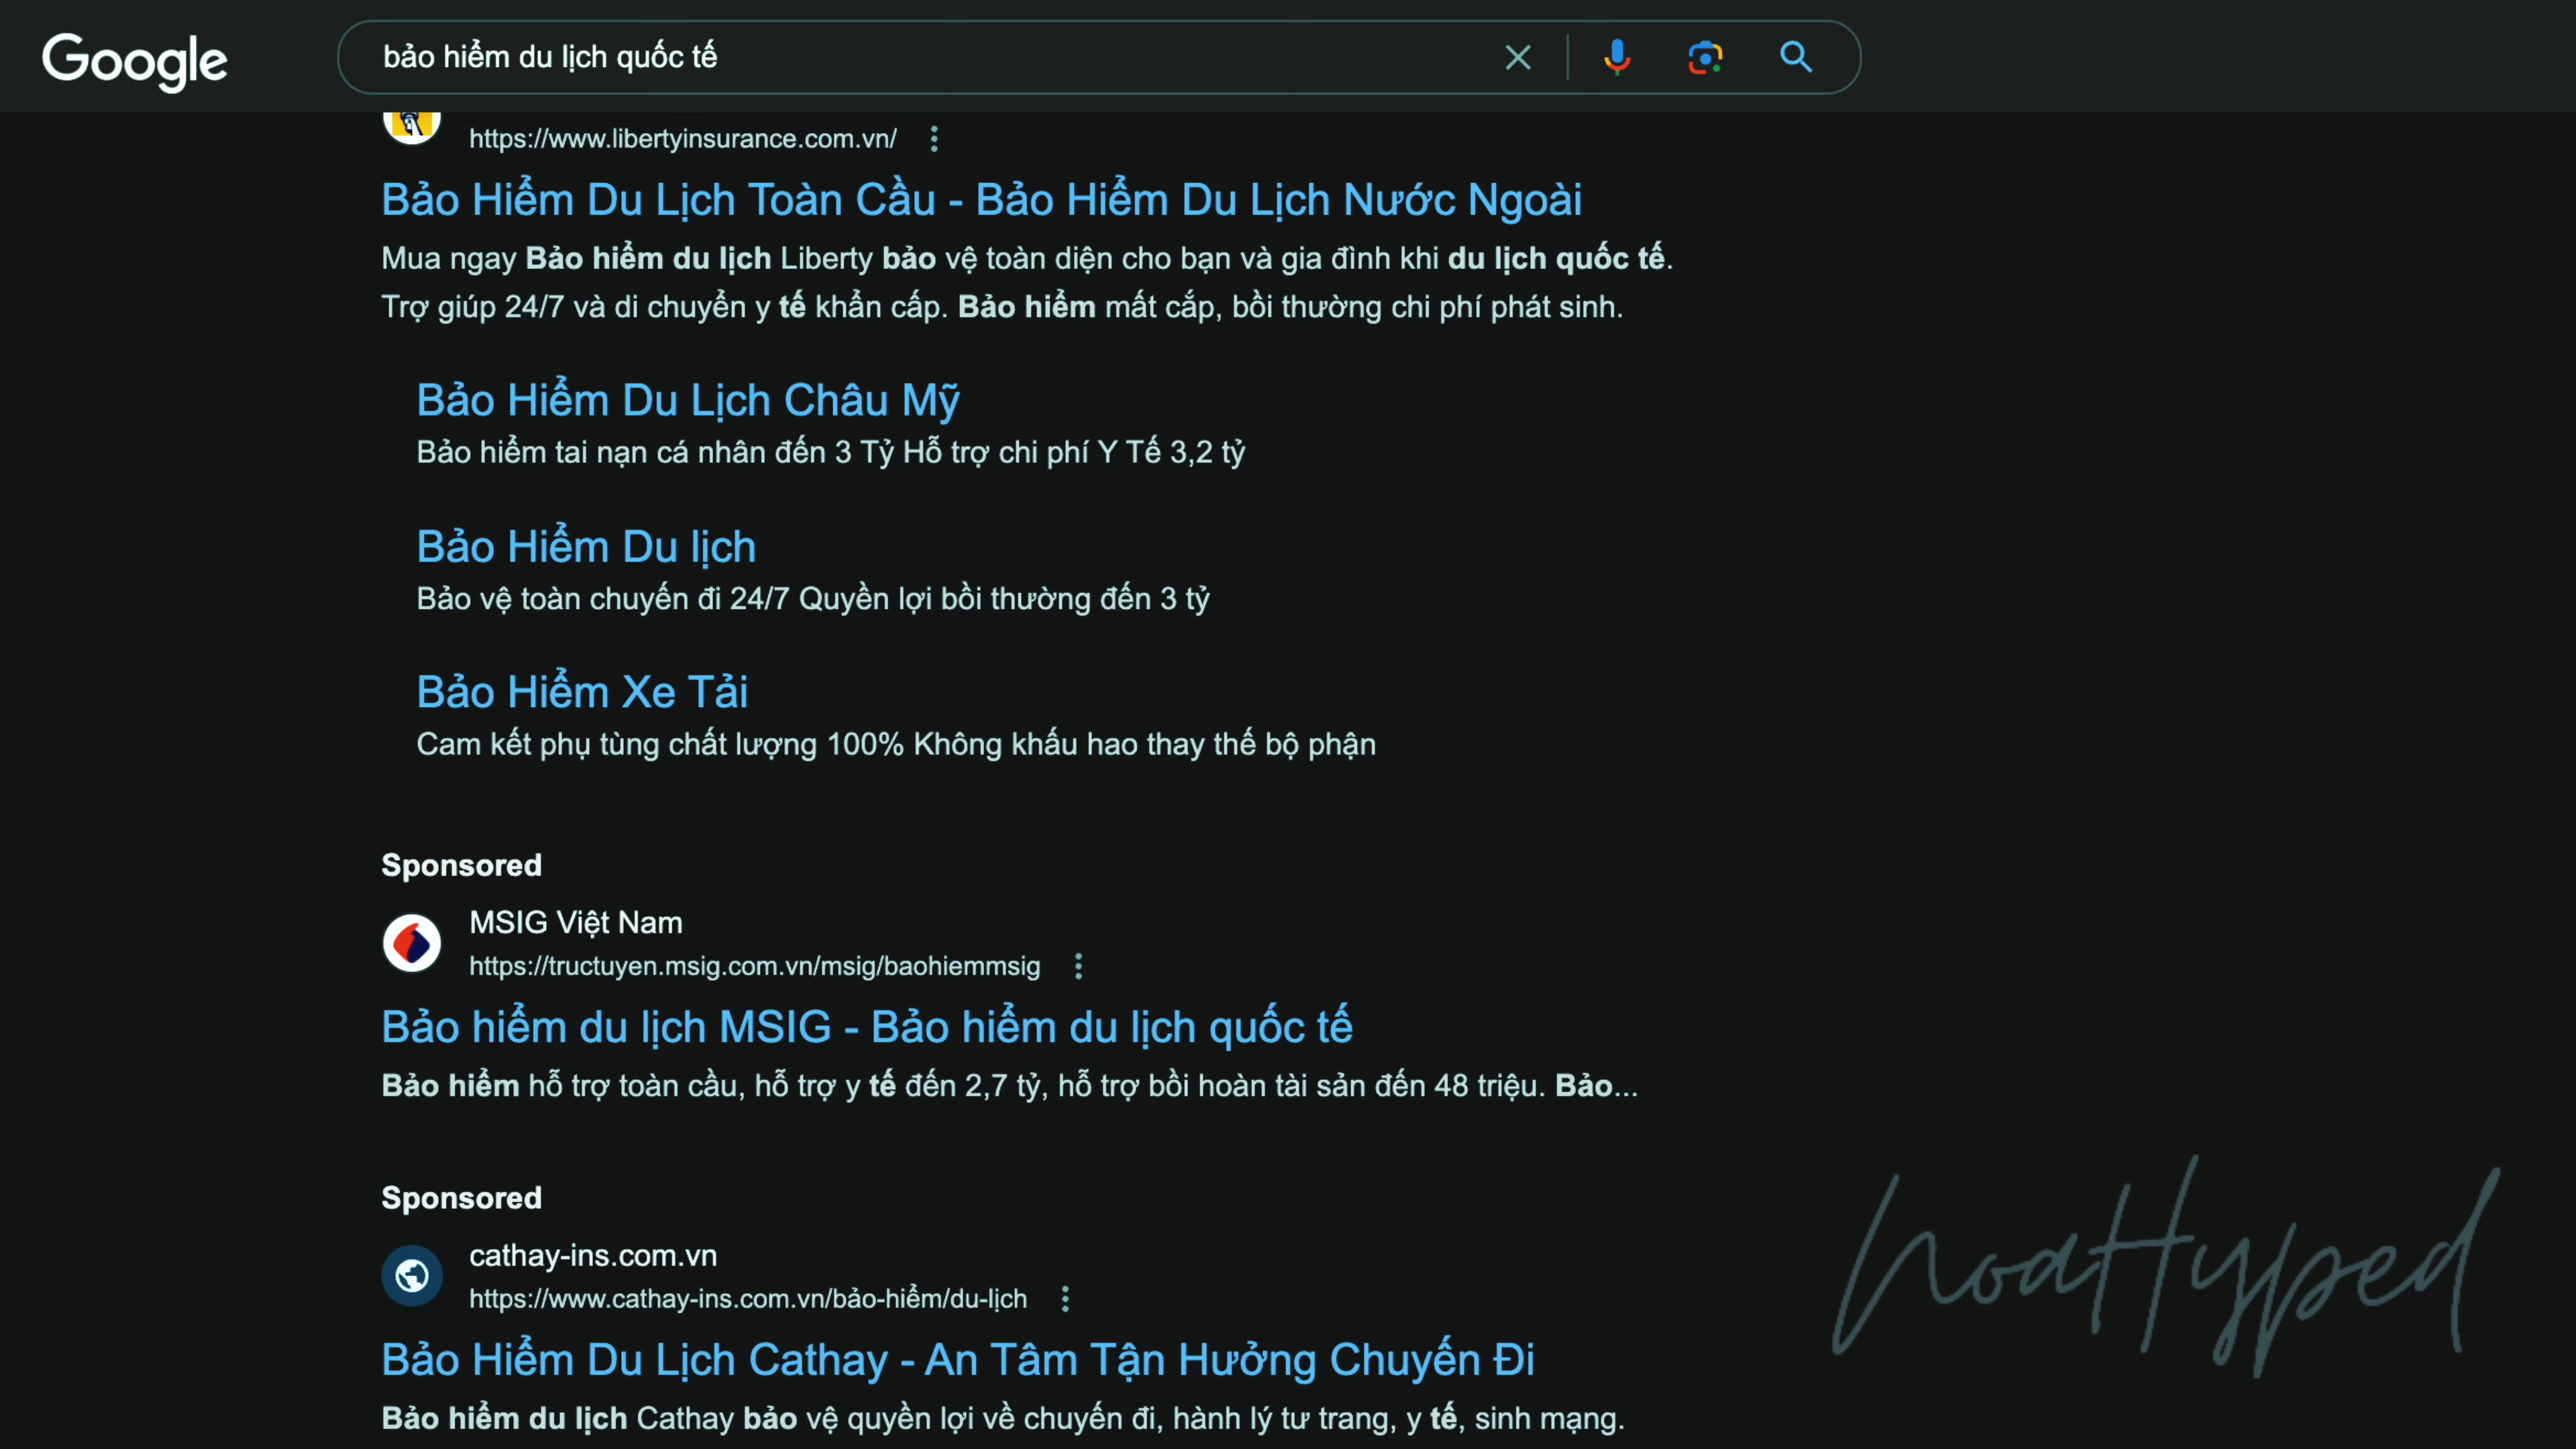 Google
bảo hiểm du lịch quốc tế
https://www.libertyinsurance.com.vn/
Bảo Hiểm Du Lịch Toàn Cầu - Bảo Hiểm Du Lịch Nước Ngoài
Mua ngay Bảo hiểm du lịch Liberty bảo vệ toàn diện cho bạn và gia đình khi du lịch quốc tế.
Trợ giúp 24/7 và di chuyển y tế khẩn cấp. Bảo hiểm mất cắp, bồi thường chi phí phát sinh.
Bảo Hiểm Du Lịch Châu Mỹ
Bảo hiểm tai nạn cá nhân đến 3 Tỷ Hỗ trợ chi phí Y Tế 3,2 tỷ
Bảo Hiểm Du lịch
Bảo vệ toàn chuyến đi 24/7 Quyền lợi bồi thường đến 3 tỷ
Bảo Hiểm Xe Tải
Cam kết phụ tùng chất lượng 100% Không khấu hao thay thế bộ phận
Sponsored
MSIG Việt Nam
https://tructuyen.msig.com.vn/msig/baohiemmsig
Bảo hiểm du lịch MSIG - Bảo hiểm du lịch quốc tế
Bảo hiểm hỗ trợ toàn cầu, hỗ trợ y tế đến 2,7 tỷ, hỗ trợ bồi hoàn tài sản đến 48 triệu. Bảo...
Sponsored
cathay-ins.com.vn
https://www.cathay-ins.com.vn/bảo-hiểm/du-lịch
Bảo Hiểm Du Lịch Cathay - An Tâm Tận Hưởng Chuyến Đi
Bảo hiểm du lịch Cathay bảo vệ quyền lợi về chuyến đi, hành lý tư trang, y tế, sinh mạng.
NoaHyped